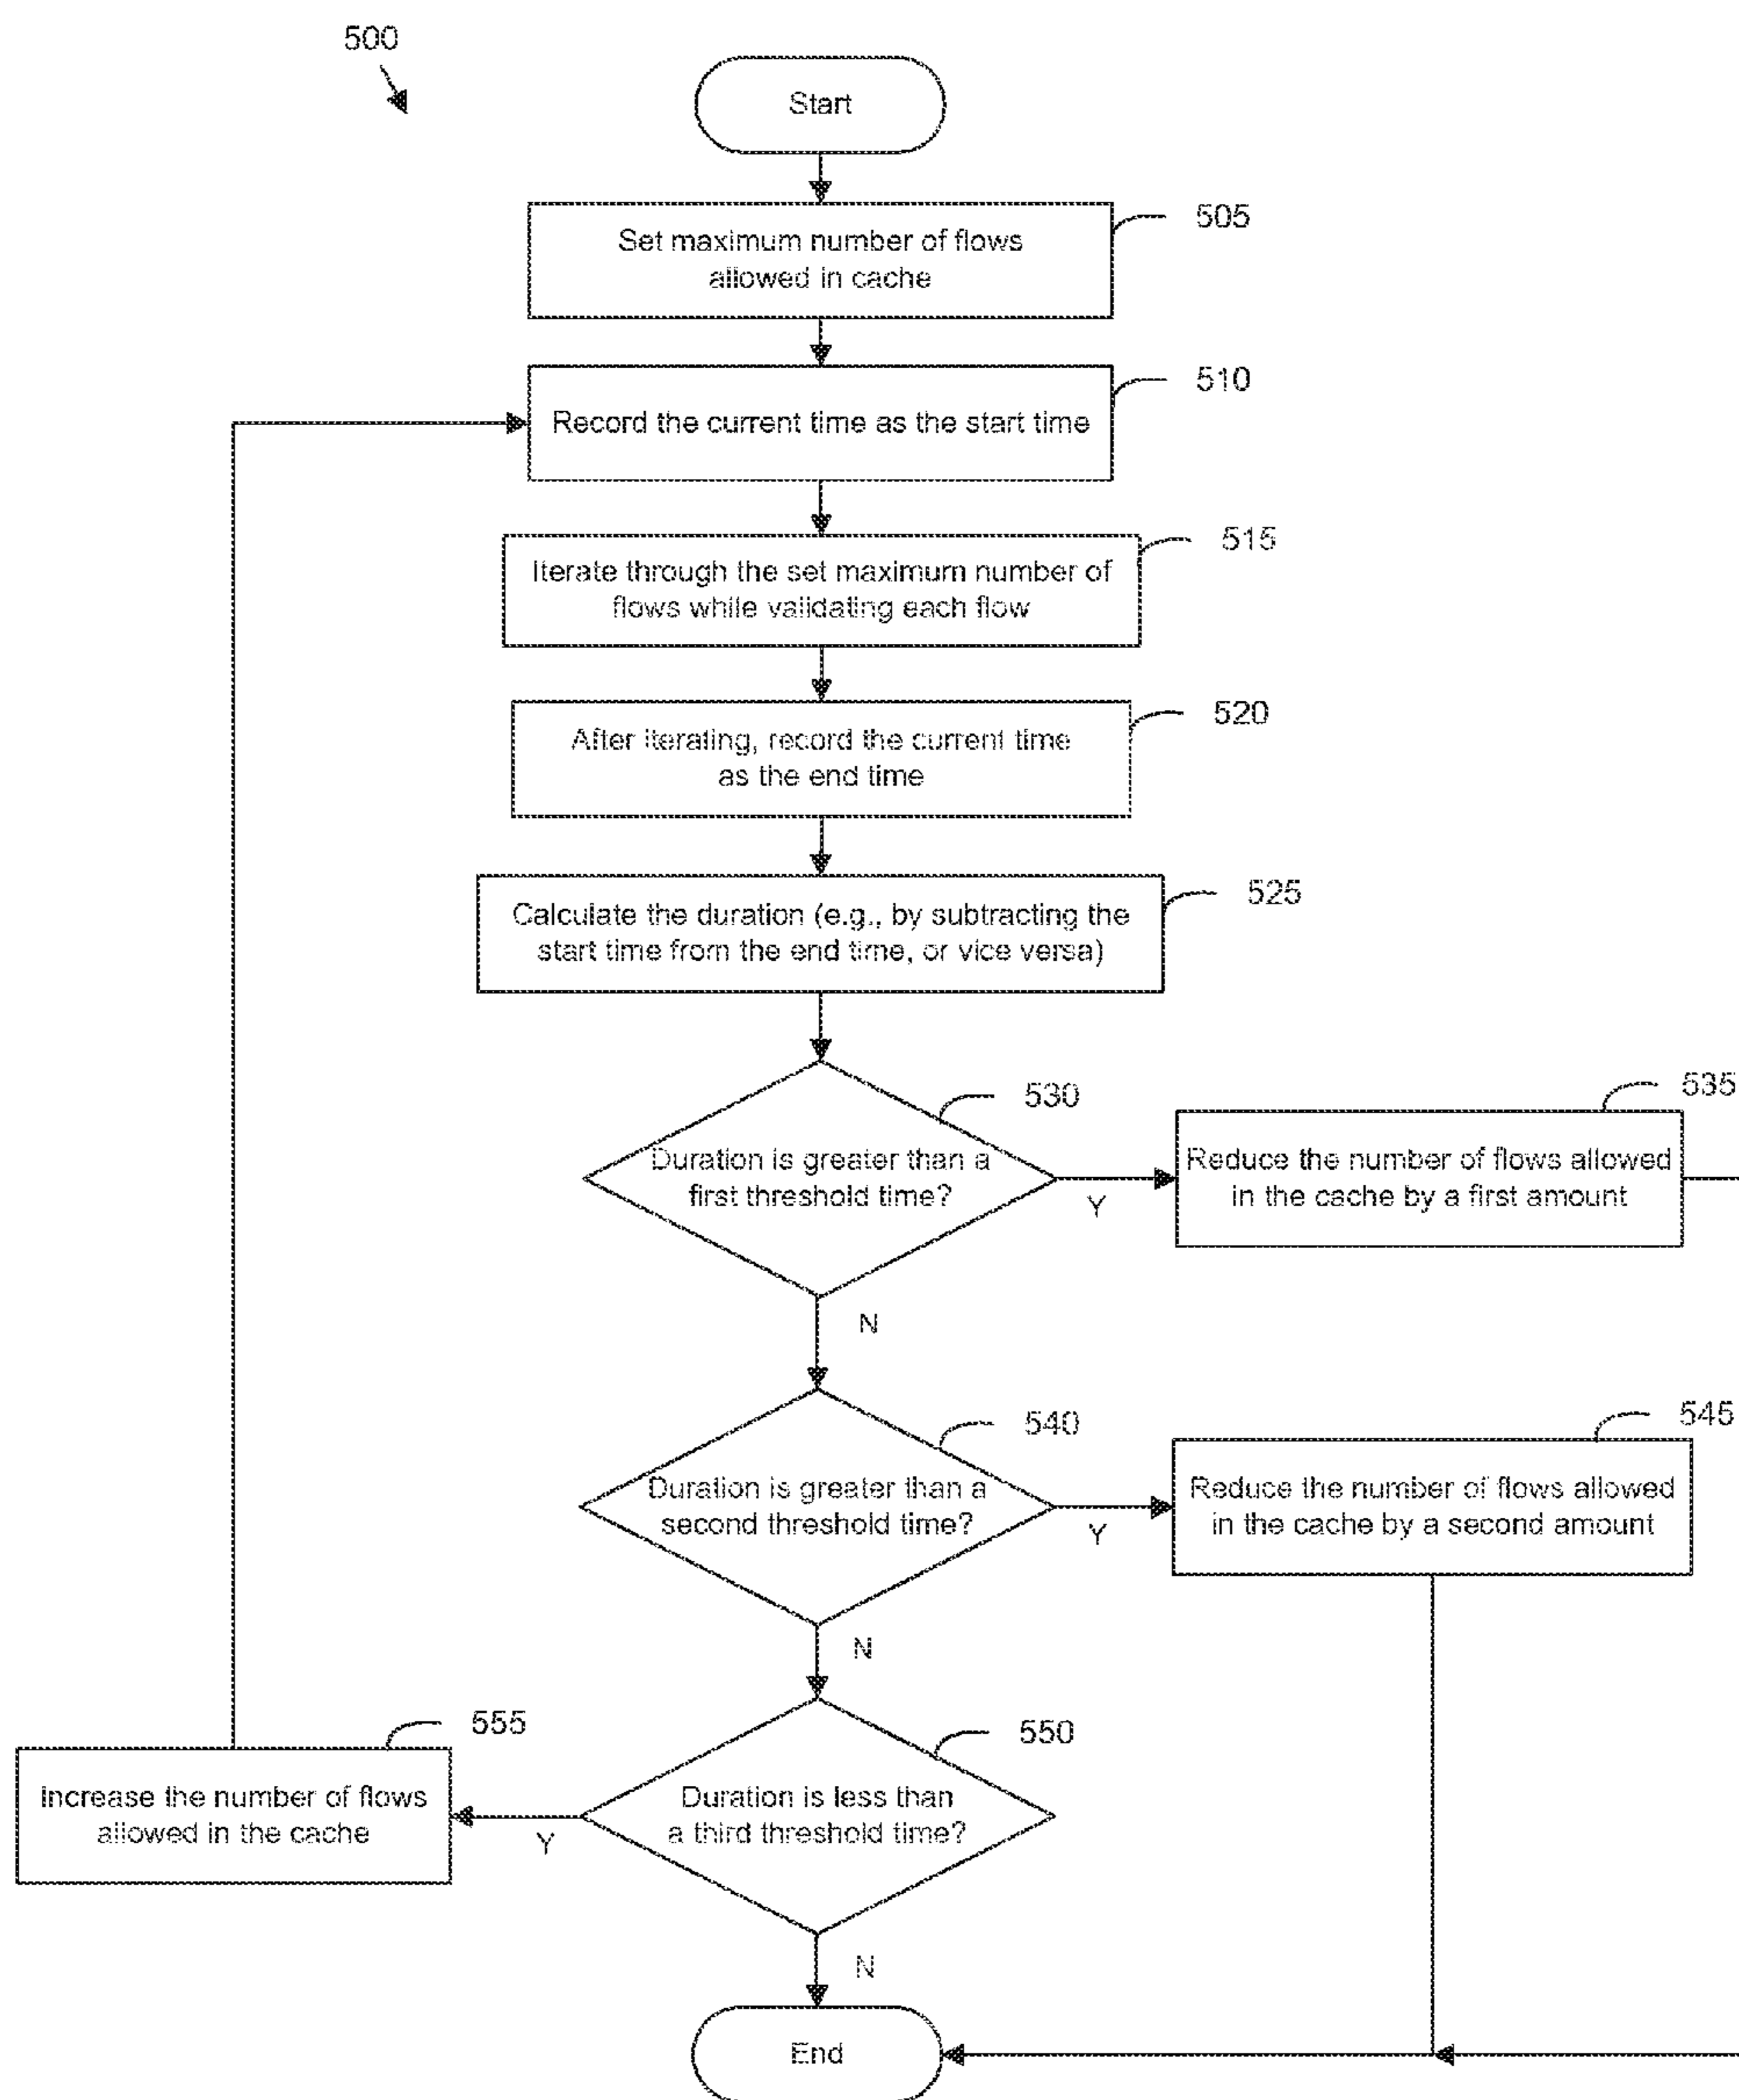 500
Start
505
Set maximum number of flows
allowed in cache
510
Record the current time as the start time
515
Iterate through the set maximum number of
flows while validating each flow
520
After iterating, record the current time
as the end time
525
Calculate the duration (e.g., by subtracting the
start time from the end time, or vice versa)
530
Duration is greater than a
first threshold time?
Y
535
Reduce the number of flows allowed
in the cache by a first amount
N
540
Duration is greater than a
second threshold time?
Y
545
Reduce the number of flows allowed
in the cache by a second amount
N
550
Duration is less than
a third threshold time?
Y
555
Increase the number of flows
allowed in the cache
N
End